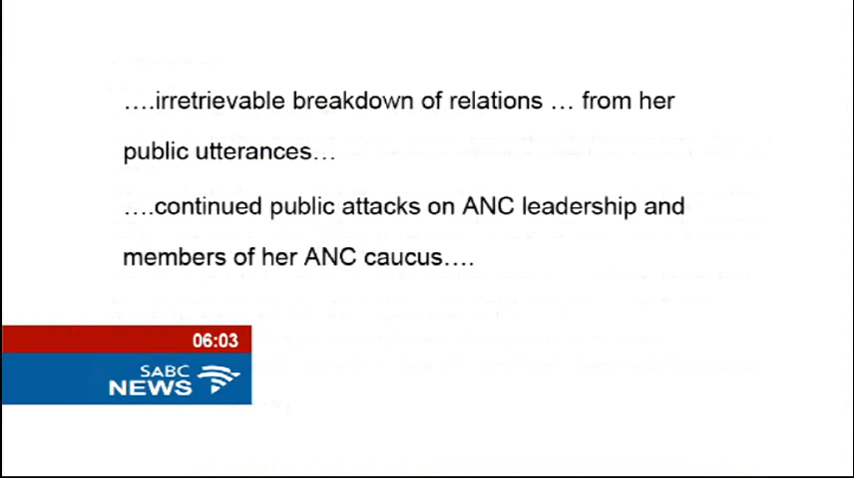 ….irretrievable breakdown of relations … from her
public utterances…
….continued public attacks on ANC leadership and
members of her ANC caucus….
06:03
SABC
NEWS